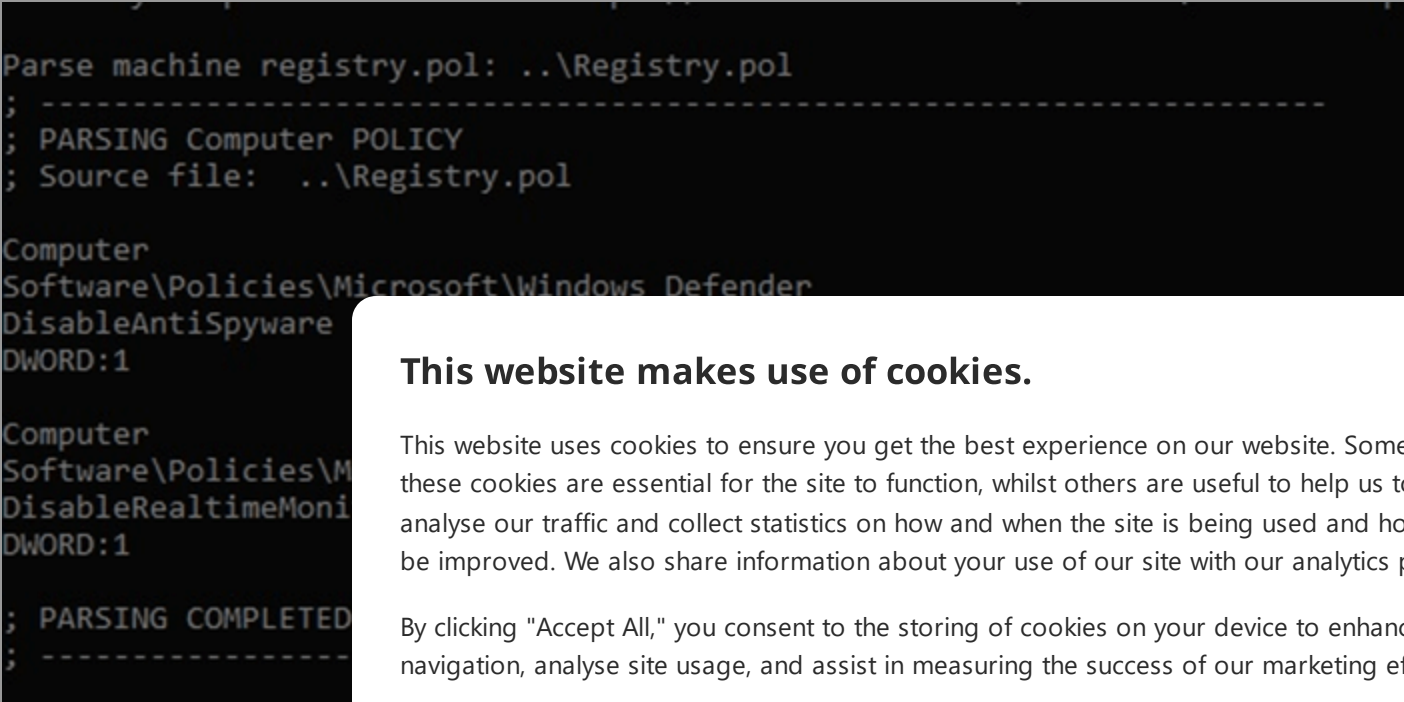 Parse machine registry.pol: ..\Registry.pol
; ----------------------------------------------------------------------
; PARSING Computer POLICY
; Source file:  ..\Registry.pol
Computer
Software\Policies\Microsoft\Windows Defender
DisableAntiSpyware
DWORD:1
Computer
Software\Policies\M
DisableRealtimeMoni
DWORD:1
; PARSING COMPLETED
; -----------------
This website makes use of cookies.
This website uses cookies to ensure you get the best experience on our website. Some
these cookies are essential for the site to function, whilst others are useful to help us to
analyse our traffic and collect statistics on how and when the site is being used and ho
be improved. We also share information about your use of our site with our analytics p
By clicking "Accept All," you consent to the storing of cookies on your device to enhanc
navigation, analyse site usage, and assist in measuring the success of our marketing ef